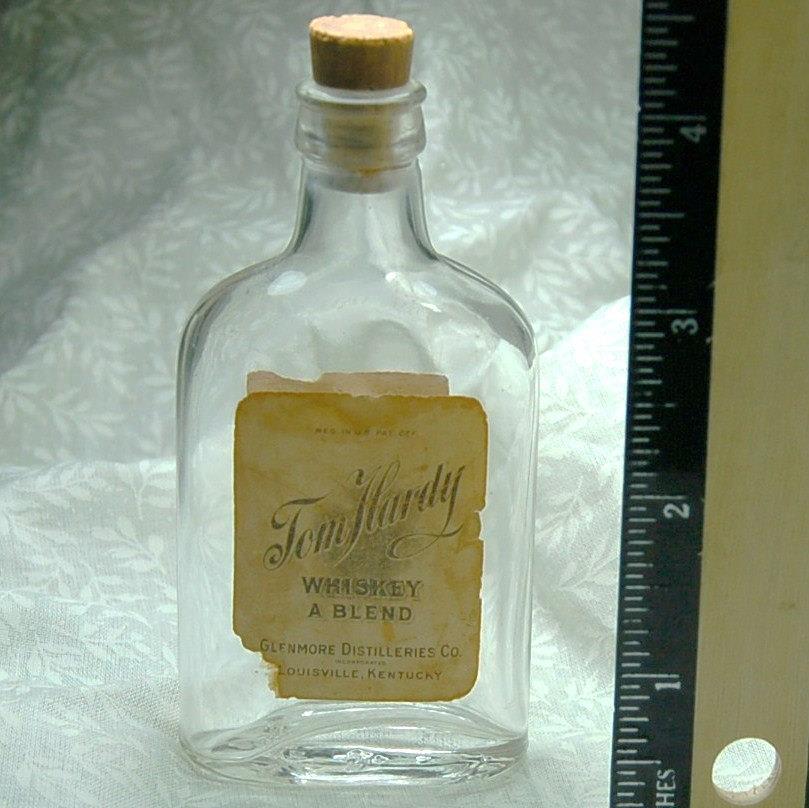 REG. IN U.S. PAT. OFF.
Tom Hardy
WHISKEY
A BLEND
GLENMORE DISTILLERIES CO.
INCORPORATED
LOUISVILLE, KENTUCKY
4
3
2
1
HES